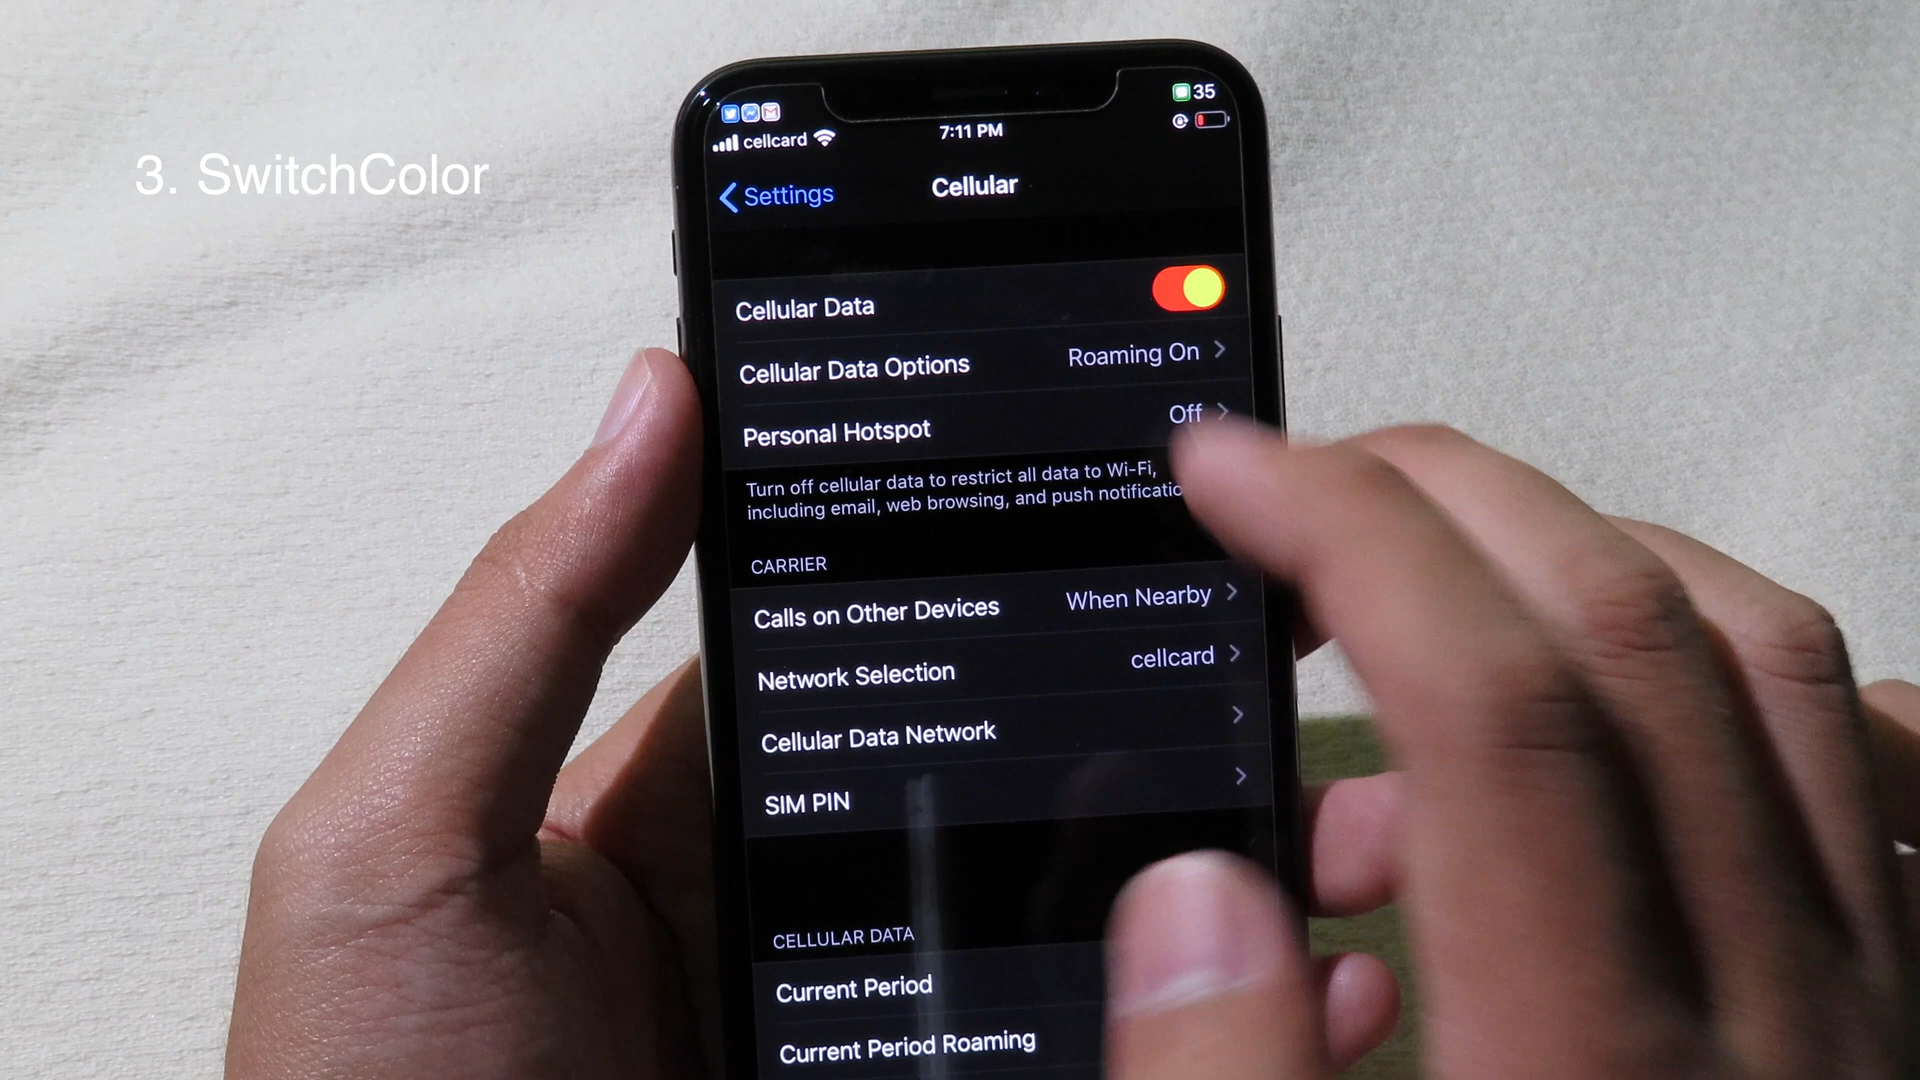 3. SwitchColor
35
cellcard
7:11 PM
Settings
Cellular
Cellular Data
Cellular Data Options
Roaming On
Personal Hotspot
Off
Turn off cellular data to restrict all data to Wi-Fi,
including email, web browsing, and push notificatio
CARRIER
Calls on Other Devices
When Nearby
Network Selection
cellcard
Cellular Data Network
SIM PIN
CELLULAR DATA
Current Period
Current Period Roaming